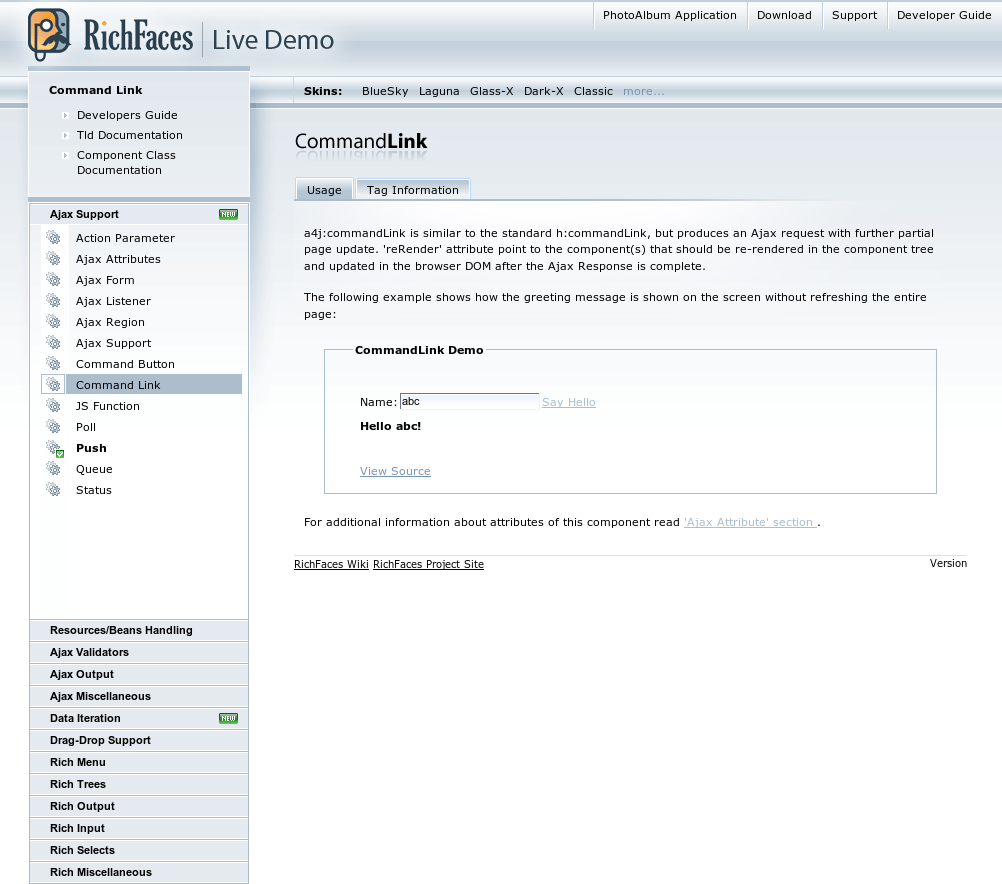 PhotoAlbum Application Download Support Developer Guide
RichFaces Live Demo
Skins: BlueSky Laguna Glass-X Dark-X Classic more...
Command Link
Developers Guide
Tld Documentation
Component Class
Documentation
Ajax Support NEW
Action Parameter
Ajax Attributes
Ajax Form
Ajax Listener
Ajax Region
Ajax Support
Command Button
Command Link
JS Function
Poll
Push
Queue
Status
Resources/Beans Handling
Ajax Validators
Ajax Output
Ajax Miscellaneous
Data Iteration NEW
Drag-Drop Support
Rich Menu
Rich Trees
Rich Output
Rich Input
Rich Selects
Rich Miscellaneous
CommandLink
Usage Tag Information
a4j:commandLink is similar to the standard h:commandLink, but produces an Ajax request with further partial
page update. 'reRender' attribute point to the component(s) that should be re-rendered in the component tree
and updated in the browser DOM after the Ajax Response is complete.
The following example shows how the greeting message is shown on the screen without refreshing the entire
page:
CommandLink Demo
Name: abc Say Hello
Hello abc!
View Source
For additional information about attributes of this component read 'Ajax Attribute' section .
RichFaces Wiki RichFaces Project Site Version